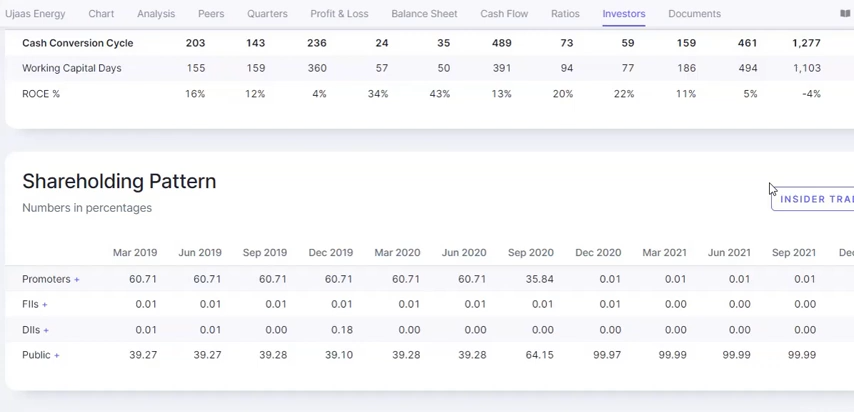 Ujaas Energy Chart Analysis Peers Quarters Profit & Loss Balance Sheet Cash Flow Ratios Investors Documents
Cash Conversion Cycle 203 143 236 24 35 489 73 59 159 461 1,277
Working Capital Days 155 159 360 57 50 391 94 77 186 494 1,103
ROCE % 16% 12% 4% 34% 43% 13% 20% 22% 11% 5% -4%
Shareholding Pattern
Numbers in percentages
INSIDER TRA
Mar 2019 Jun 2019 Sep 2019 Dec 2019 Mar 2020 Jun 2020 Sep 2020 Dec 2020 Mar 2021 Jun 2021 Sep 2021 Dec
Promoters + 60.71 60.71 60.71 60.71 60.71 60.71 35.84 0.01 0.01 0.01 0.01
FIIs + 0.01 0.01 0.01 0.01 0.01 0.01 0.01 0.01 0.00 0.00 0.00
DIIs + 0.01 0.01 0.00 0.18 0.00 0.00 0.00 0.00 0.00 0.00 0.00
Public + 39.27 39.27 39.28 39.10 39.28 39.28 64.15 99.97 99.99 99.99 99.99